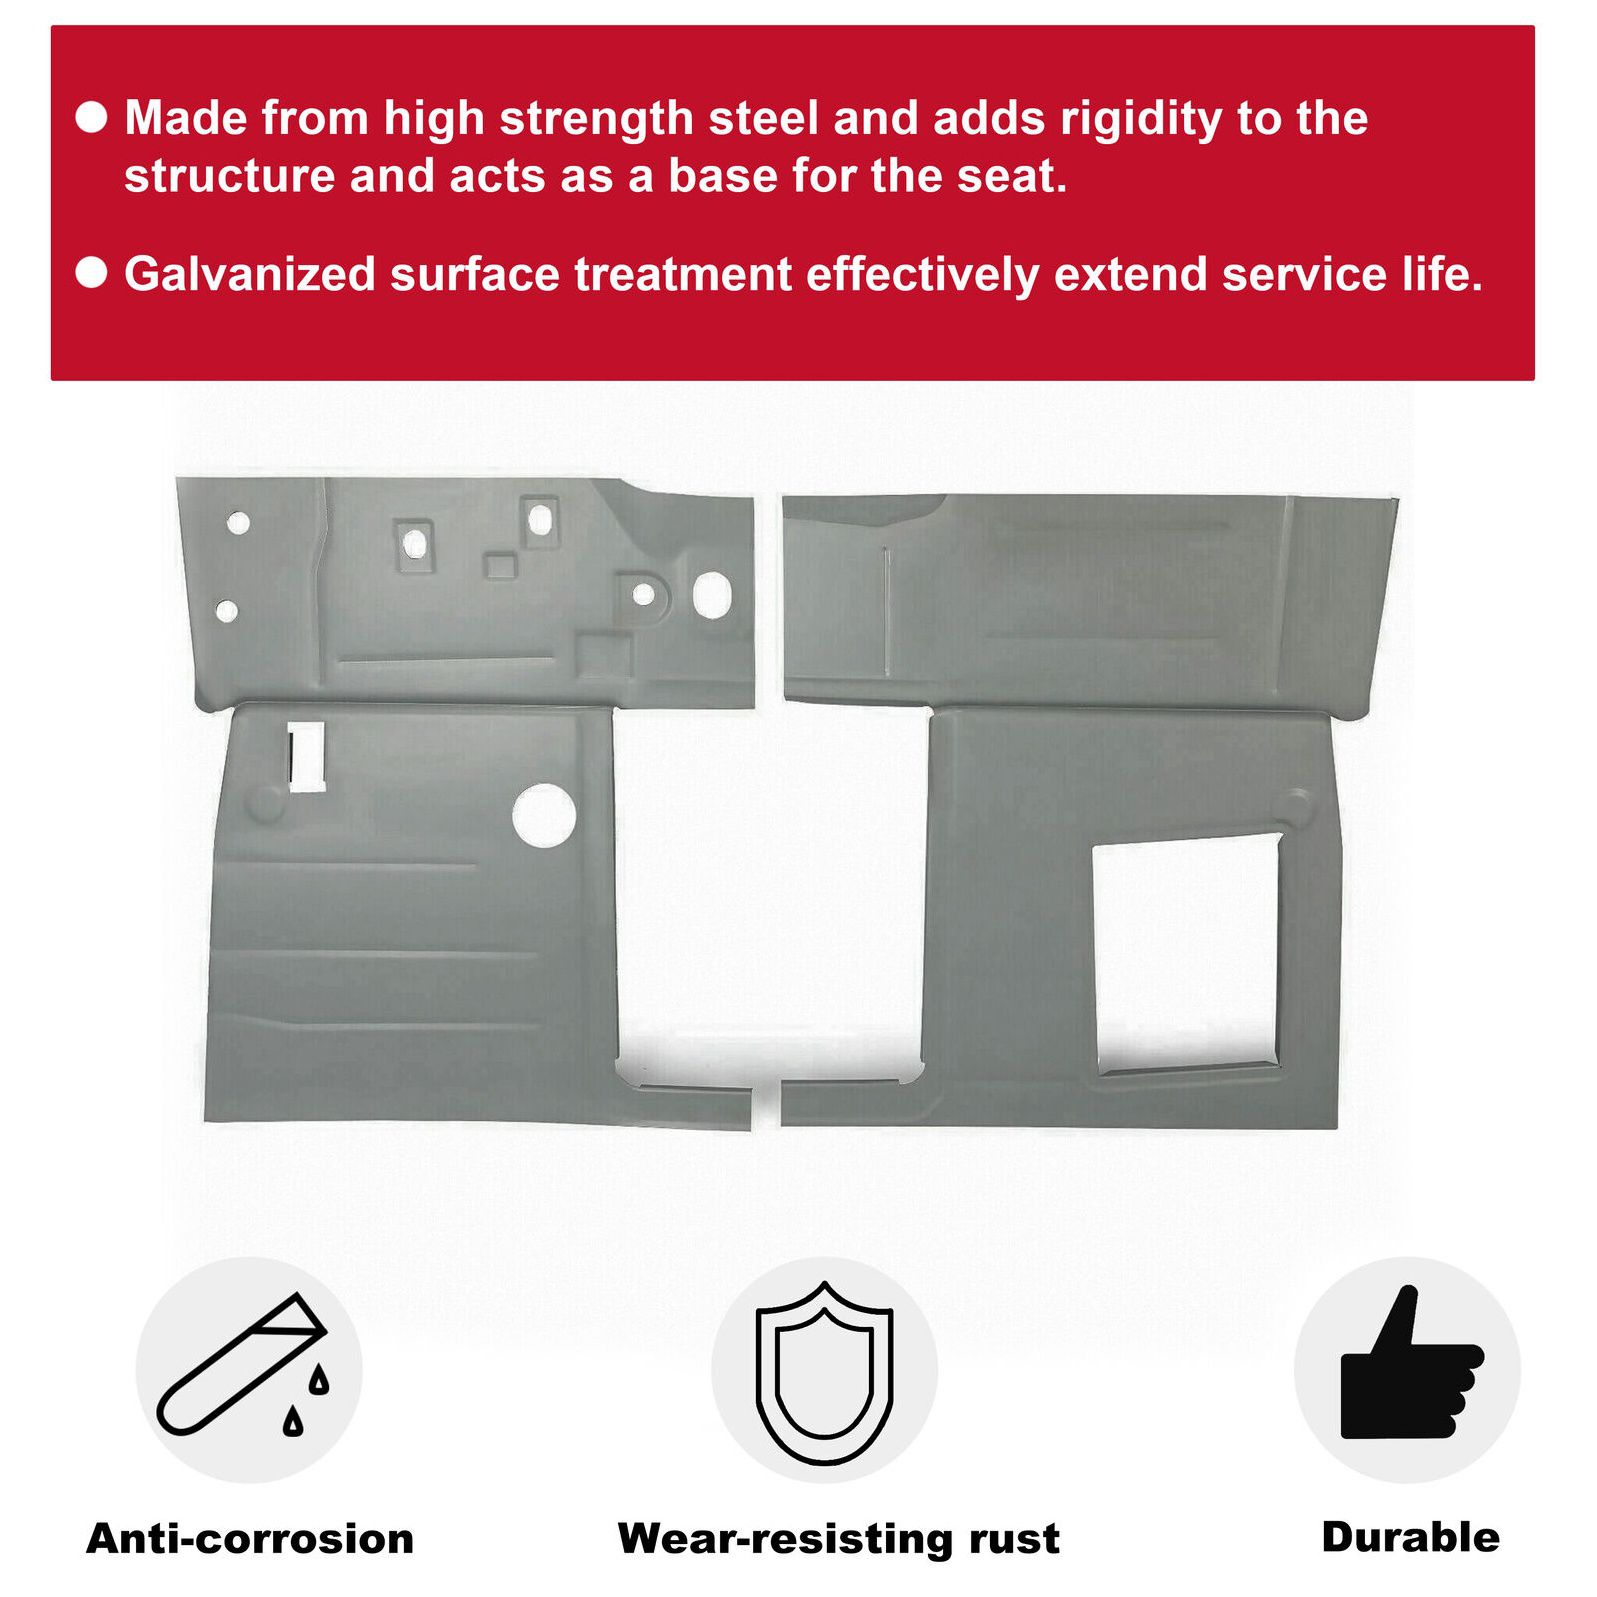 Made from high strength steel and adds rigidity to the
structure and acts as a base for the seat.
Galvanized surface treatment effectively extend service life.
Anti-corrosion
Wear-resisting rust
Durable